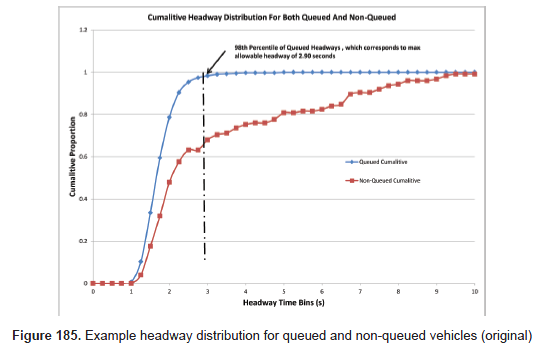 Cumalitive Headway Distribution For Both Queued And Non-Queued
1.2
98th Percentile of Queued Headways , which corresponds to max
allowable headway of 2.90 seconds
1
0.8
0.6
0.4
0.2
0
Cumalitive Proportion
Queued Cumalitive
Non-Queued Cumalitive
0 1 2 3 4 5 6 7 8 9 10
Headway Time Bins (s)
Figure 185. Example headway distribution for queued and non-queued vehicles (original)